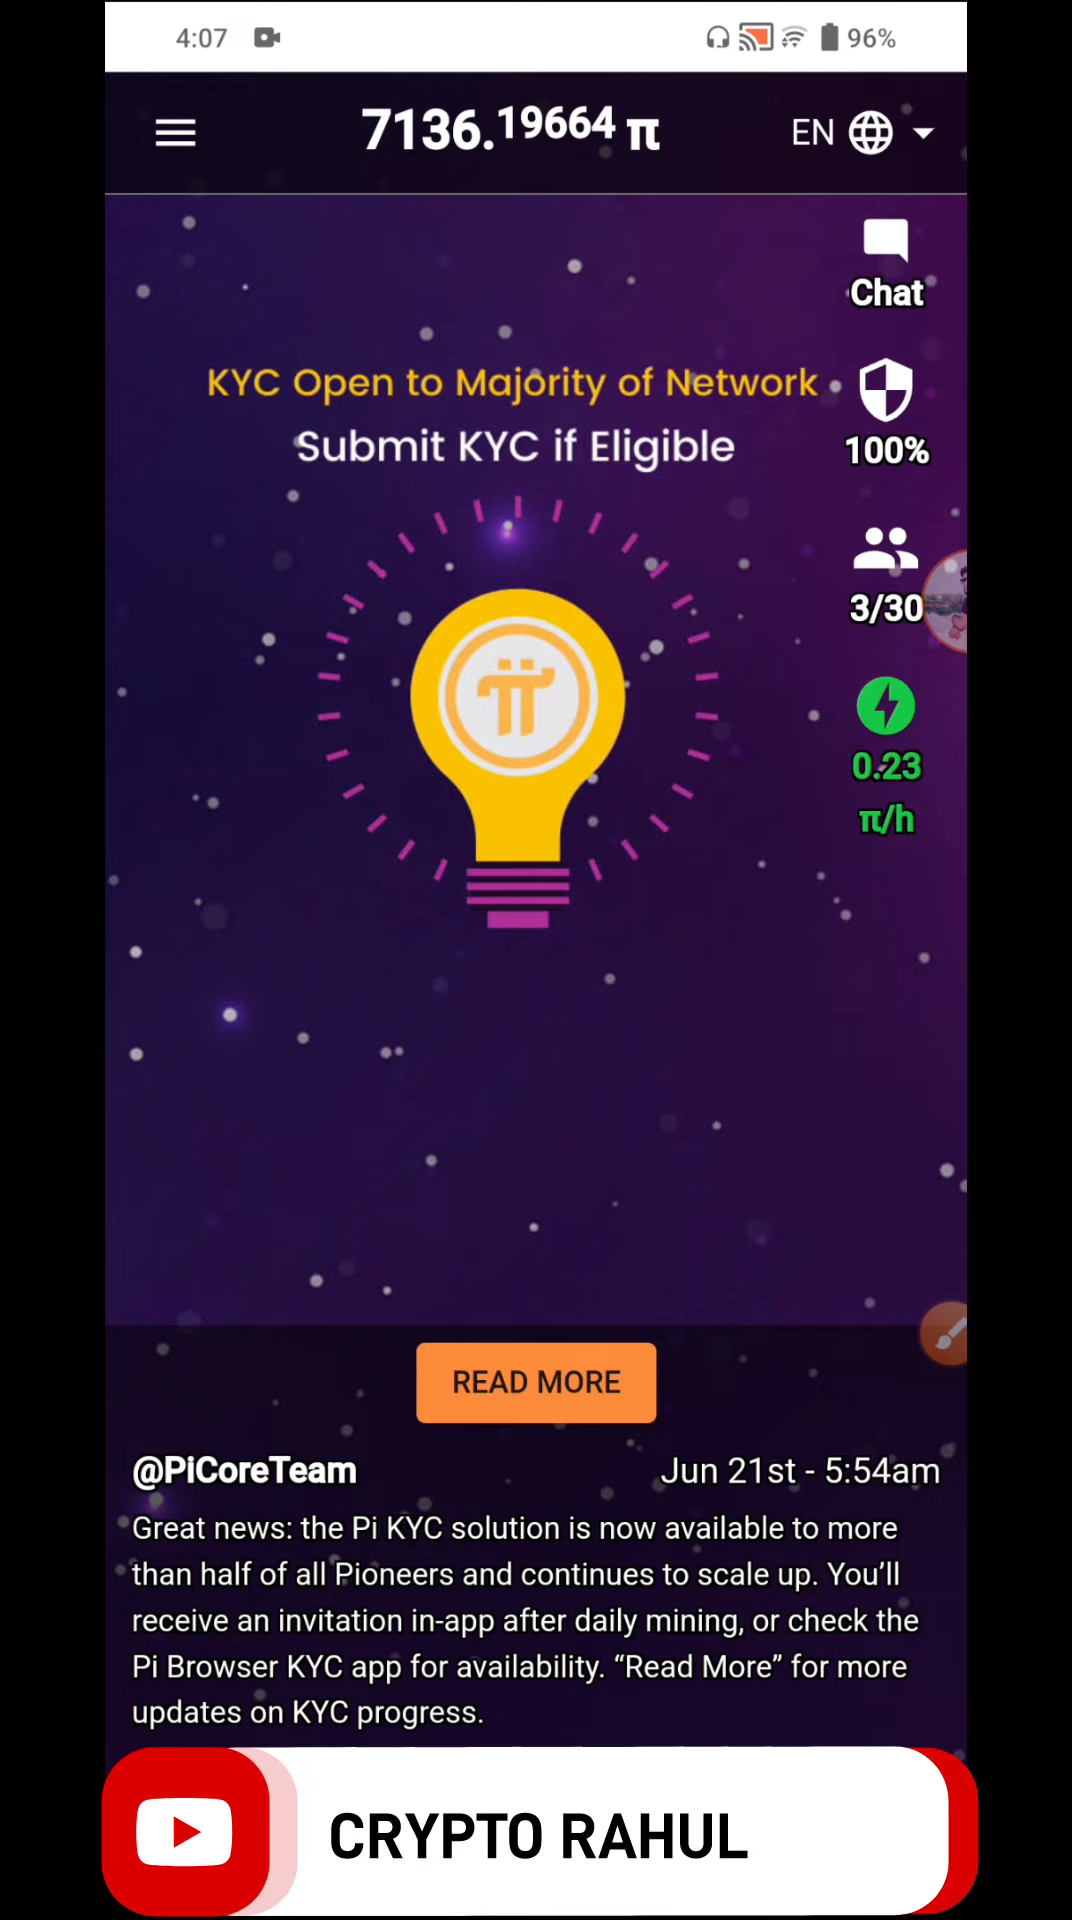 4:07
96%
7136.19664 π
EN
Chat
KYC Open to Majority of Network
Submit KYC if Eligible
100%
3/30
0.23
π/h
READ MORE
@PiCoreTeam
Jun 21st - 5:54am
Great news: the Pi KYC solution is now available to more
than half of all Pioneers and continues to scale up. You’ll
receive an invitation in-app after daily mining, or check the
Pi Browser KYC app for availability. “Read More” for more
updates on KYC progress.
CRYPTO RAHUL